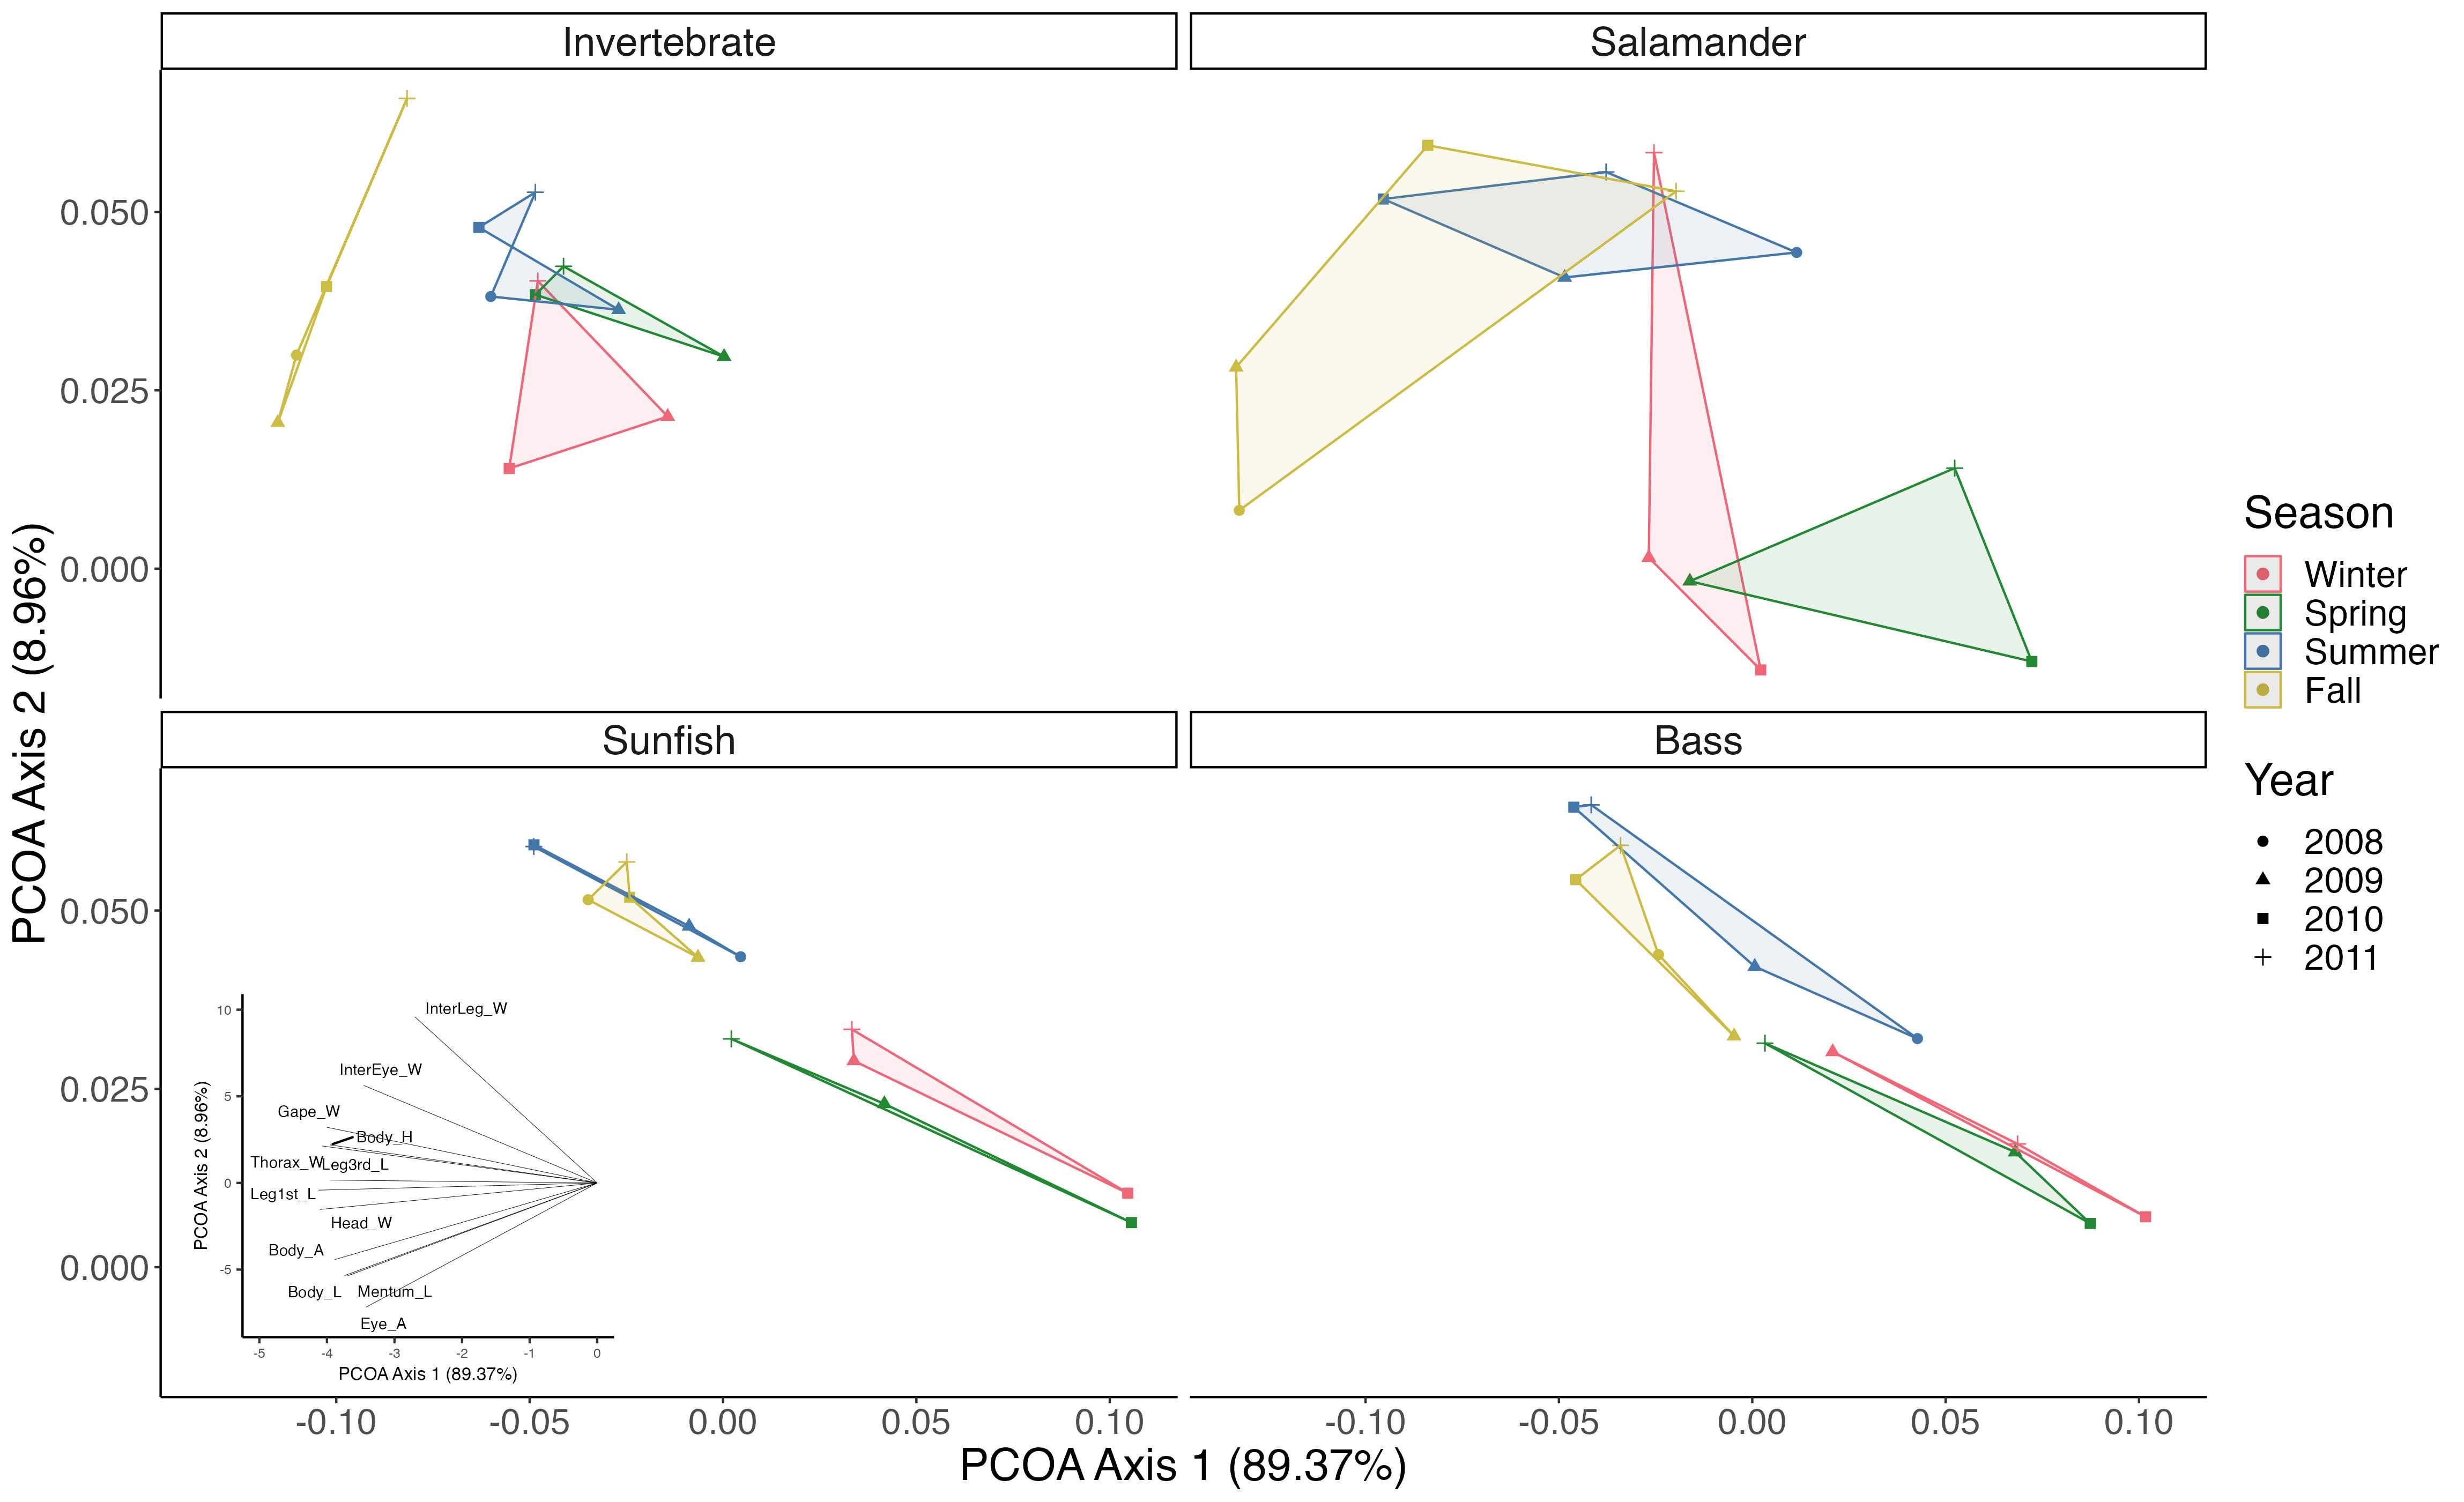 Invertebrate
Salamander
0.050
0.025
0.000
Sunfish
Bass
0.050
0.025
0.000
PCOA Axis 2 (8.96%)
10
5
0
-5
PCOA Axis 2 (8.96%)
InterLeg_W
InterEye_W
Gape_W
Body_H
Thorax_W
Leg3rd_L
Leg1st_L
Head_W
Body_A
Body_L
Mentum_L
Eye_A
-5 -4 -3 -2 -1 0
PCOA Axis 1 (89.37%)
-0.10 -0.05 0.00 0.05 0.10
-0.10 -0.05 0.00 0.05 0.10
PCOA Axis 1 (89.37%)
Season
Winter
Spring
Summer
Fall
Year
2008
2009
2010
2011